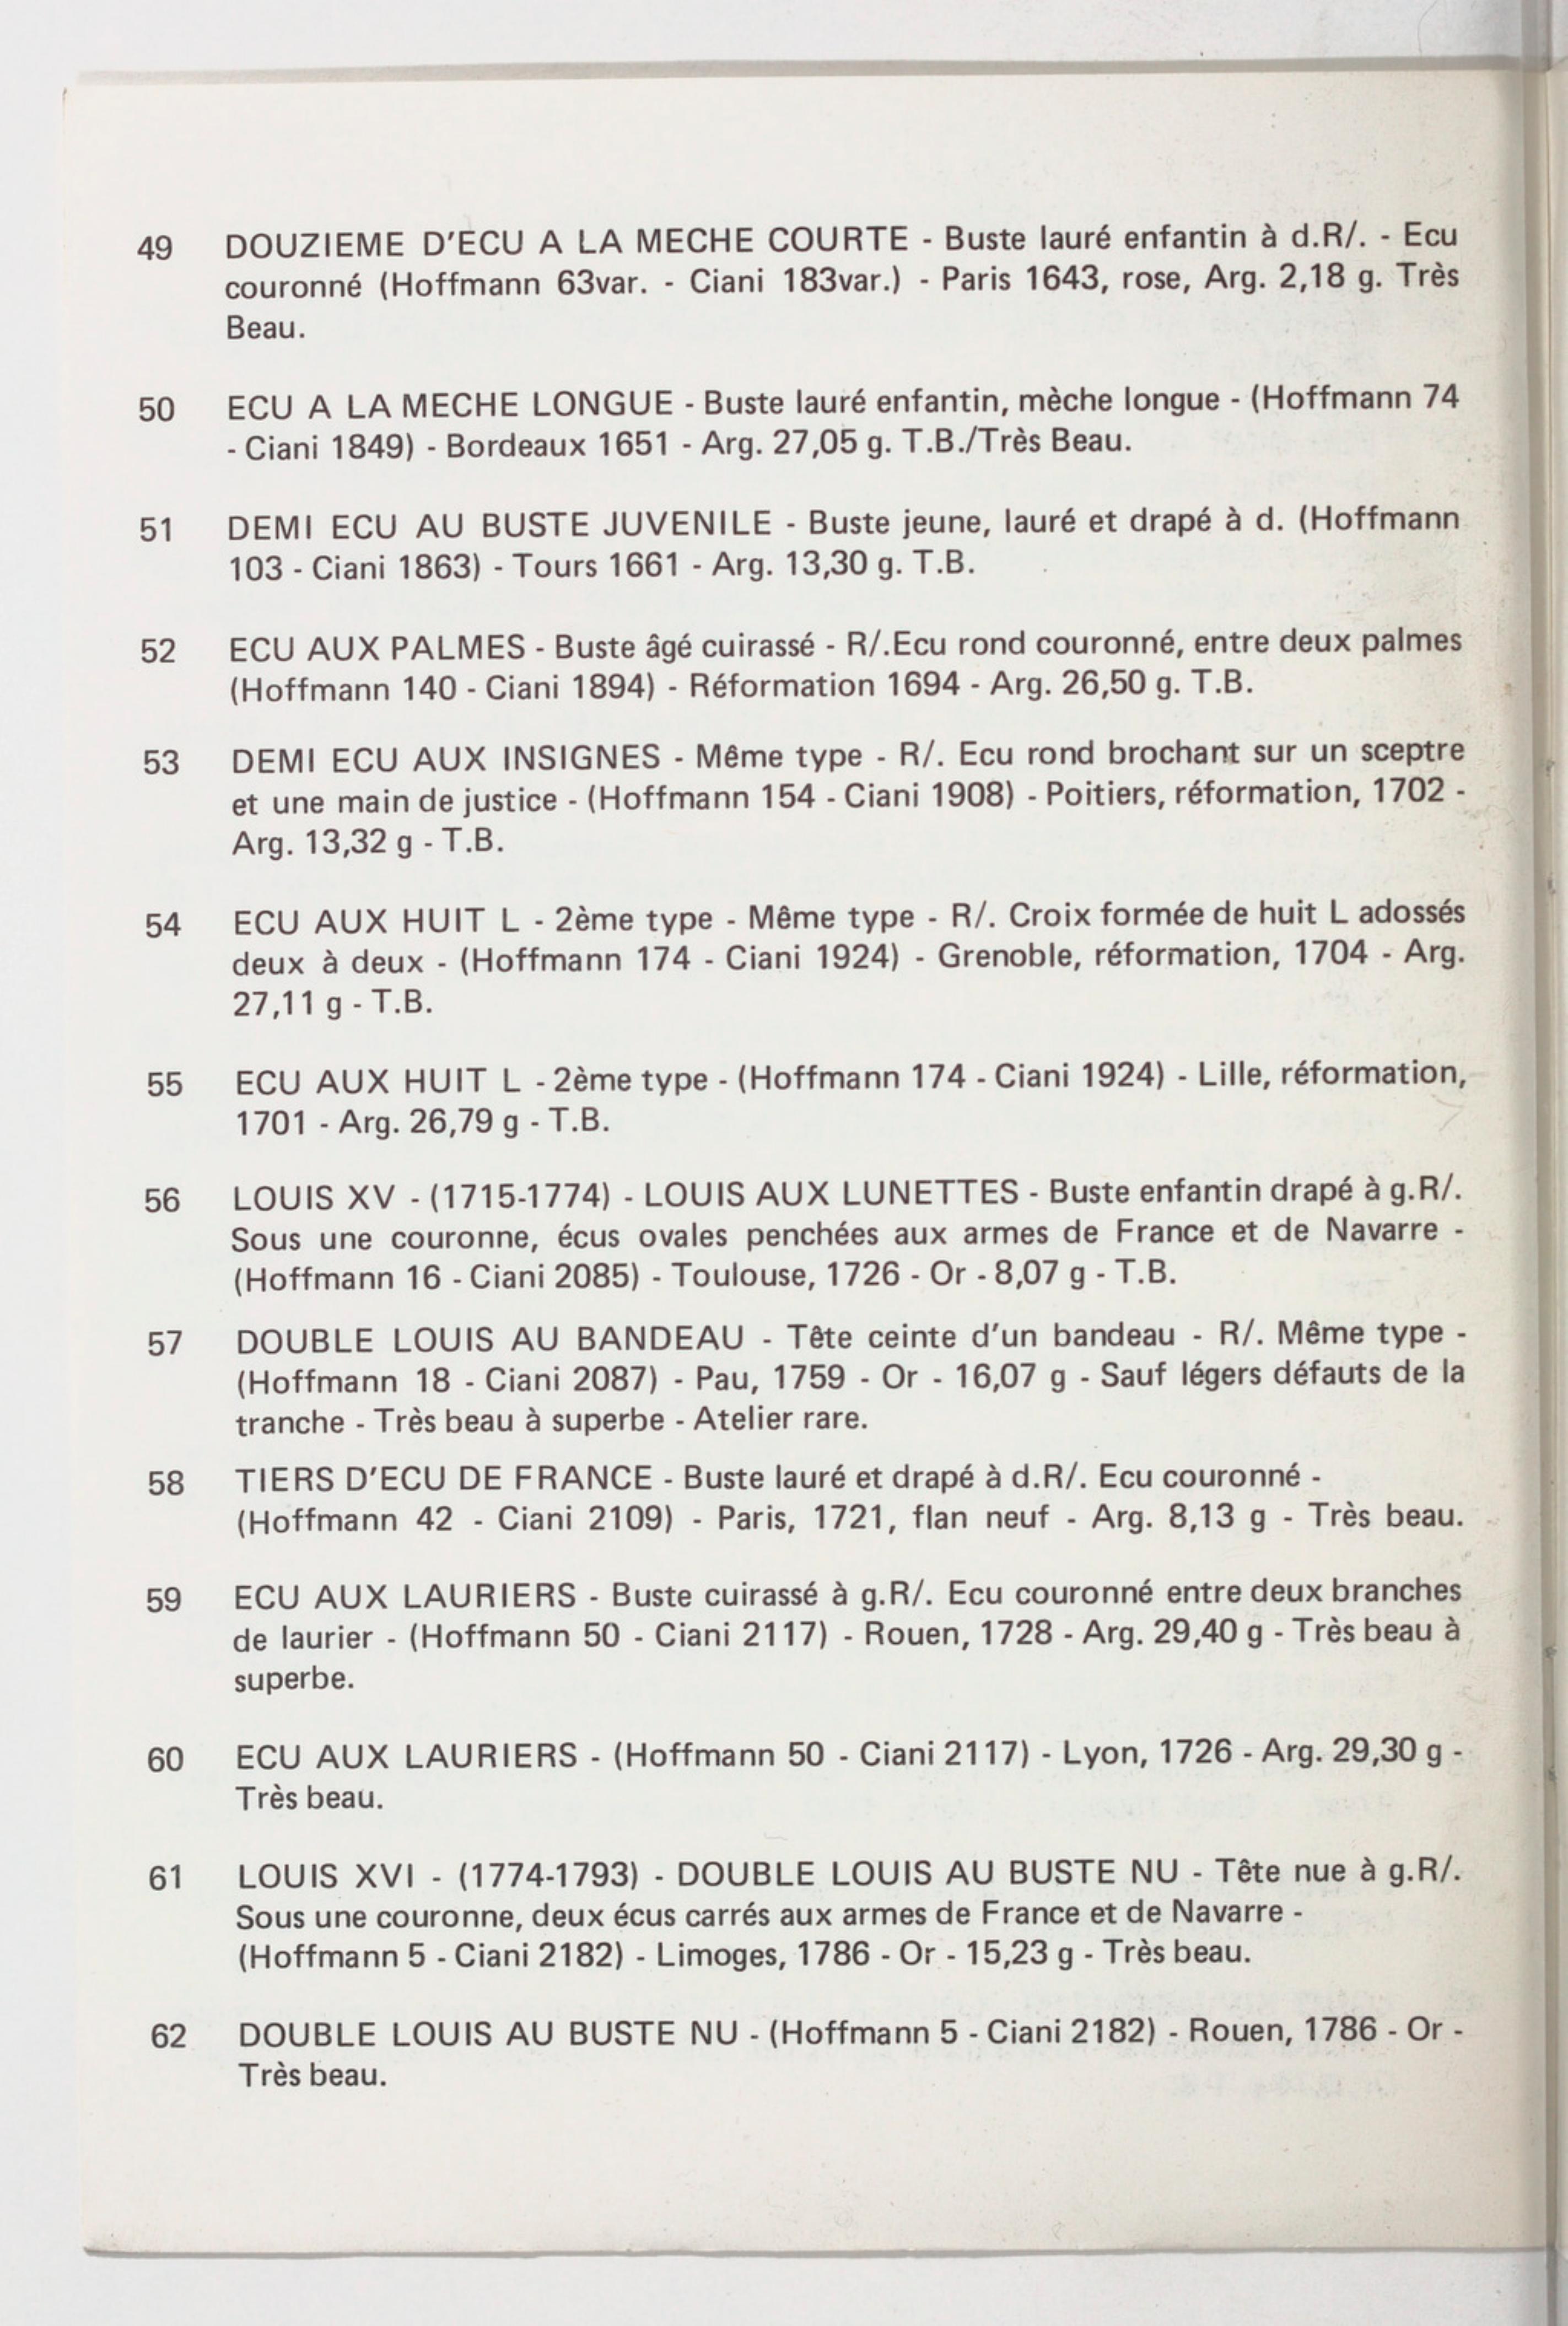 49 DOUZIEME D'ECU A LA MECHE COURTE - Buste lauré enfantin à d.R/. - Ecu
couronné (Hoffmann 63var. - Ciani 183var.) - Paris 1643, rose, Arg. 2,18 g. Très
Beau.
50 ECU A LA MECHE LONGUE - Buste lauré enfantin, mèche longue - (Hoffmann 74
- Ciani 1849) - Bordeaux 1651 - Arg. 27,05 g. T.B./Très Beau.
51 DEMI ECU AU BUSTE JUVENILE - Buste jeune, lauré et drapé à d. (Hoffmann
103 - Ciani 1863) - Tours 1661 - Arg. 13,30 g. T.B.
52 ECU AUX PALMES - Buste âgé cuirassé - R/.Ecu rond couronné, entre deux palmes
(Hoffmann 140 - Ciani 1894) - Réformation 1694 - Arg. 26,50 g. T.B.
53 DEMI ECU AUX INSIGNES - Même type - R/. Ecu rond brochant sur un sceptre
et une main de justice - (Hoffmann 154 - Ciani 1908) - Poitiers, réformation, 1702 -
Arg. 13,32 g - T.B.
54 ECU AUX HUIT L - 2ème type - Même type - R/. Croix formée de huit L adossés
deux à deux - (Hoffmann 174 - Ciani 1924) - Grenoble, réformation, 1704 - Arg.
27,11 g - T.B.
55 ECU AUX HUIT L - 2ème type - (Hoffmann 174 - Ciani 1924) - Lille, réformation,
1701 - Arg. 26,79 g - T.B.
56 LOUIS XV - (1715-1774) - LOUIS AUX LUNETTES - Buste enfantin drapé à g.R/.
Sous une couronne, écus ovales penchées aux armes de France et de Navarre -
(Hoffmann 16 - Ciani 2085) - Toulouse, 1726 - Or - 8,07 g - T.B.
57 DOUBLE LOUIS AU BANDEAU - Tête ceinte d'un bandeau - R/. Même type -
(Hoffmann 18 - Ciani 2087) - Pau, 1759 - Or - 16,07 g - Sauf légers défauts de la
tranche - Très beau à superbe - Atelier rare.
58 TIERS D'ECU DE FRANCE - Buste lauré et drapé à d.R/. Ecu couronné -
(Hoffmann 42 - Ciani 2109) - Paris, 1721, flan neuf - Arg. 8,13 g - Très beau.
59 ECU AUX LAURIERS - Buste cuirassé à g.R/. Ecu couronné entre deux branches
de laurier - (Hoffmann 50 - Ciani 2117) - Rouen, 1728 - Arg. 29,40 g - Très beau à
superbe.
60 ECU AUX LAURIERS - (Hoffmann 50 - Ciani 2117) - Lyon, 1726 - Arg. 29,30 g -
Très beau.
61 LOUIS XVI - (1774-1793) - DOUBLE LOUIS AU BUSTE NU - Tête nue à g.R/.
Sous une couronne, deux écus carrés aux armes de France et de Navarre -
(Hoffmann 5 - Ciani 2182) - Limoges, 1786 - Or - 15,23 g - Très beau.
62 DOUBLE LOUIS AU BUSTE NU - (Hoffmann 5 - Ciani 2182) - Rouen, 1786 - Or -
Très beau.